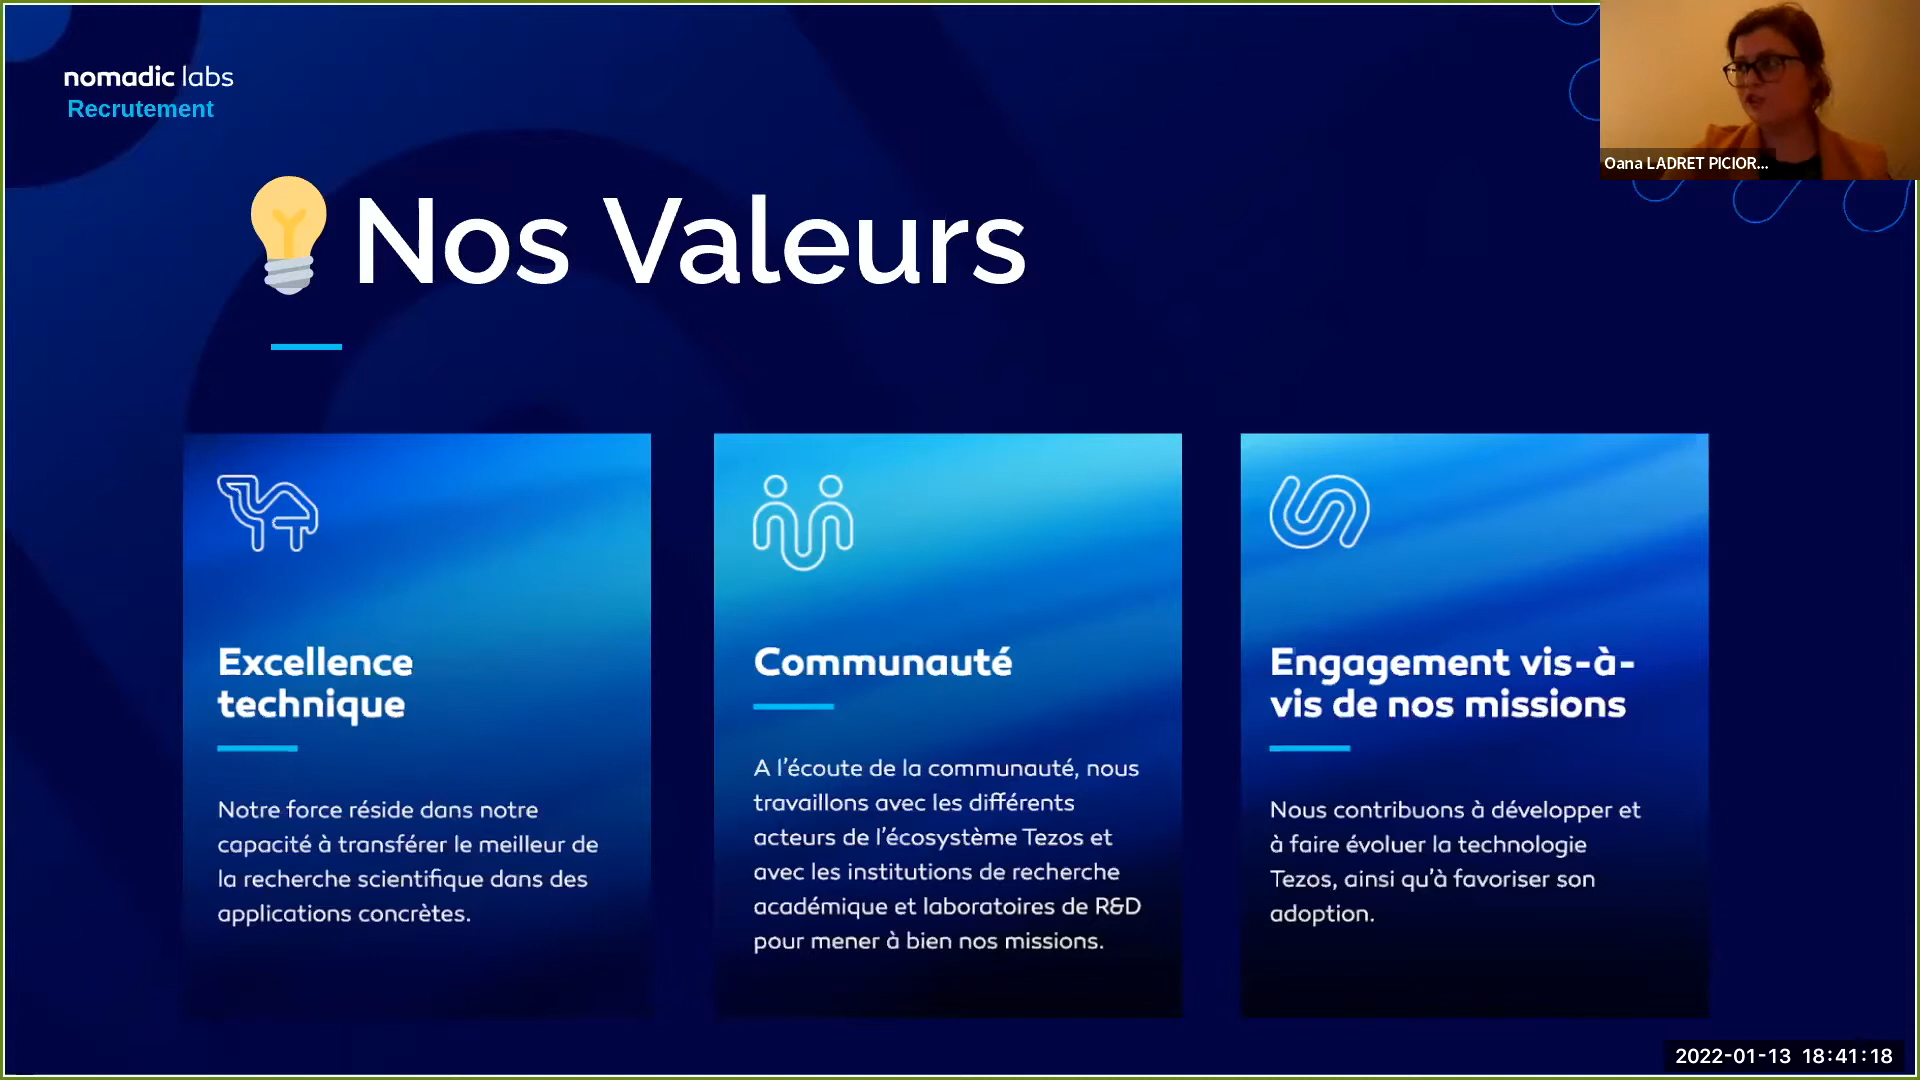 nomadic labs
Recrutement
Oana LADRET PICIOR...
Nos Valeurs
Excellence
technique
Notre force réside dans notre
capacité à transférer le meilleur de
la recherche scientifique dans des
applications concrètes.
Communauté
A l'écoute de la communauté, nous
travaillons avec les différents
acteurs de l'écosystème Tezos et
avec les institutions de recherche
académique et laboratoires de R&D
pour mener à bien nos missions.
Engagement vis-à-
vis de nos missions
Nous contribuons à développer et
à faire évoluer la technologie
Tezos, ainsi qu'à favoriser son
adoption.
2022-01-13 18:41:18